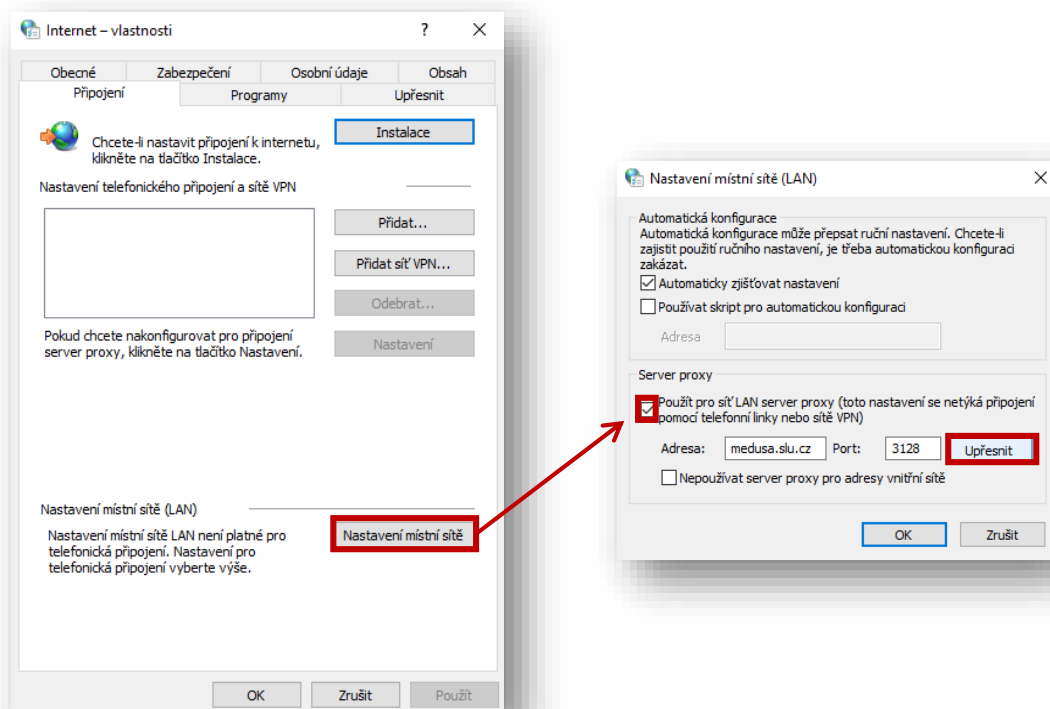 Internet – vlastnosti
?
Obecné Zabezpečení Osobní údaje Obsah
Připojení Programy Upřesnit
Chcete-li nastavit připojení k internetu,
klikněte na tlačítko Instalace.
Instalace
Nastavení telefonického připojení a sítě VPN
Přidat...
Přidat síť VPN...
Odebrat...
Pokud chcete nakonfigurovat pro připojení
server proxy, klikněte na tlačítko Nastavení.
Nastavení
Nastavení místní sítě (LAN)
Nastavení místní sítě LAN není platné pro
telefonická připojení. Nastavení pro
telefonická připojení vyberte výše.
Nastavení místní sítě
OK Zrušit Použít
Nastavení místní sítě (LAN)
Automatická konfigurace
Automatická konfigurace může přepsat ruční nastavení. Chcete-li
zajistit použití ručního nastavení, je třeba automatickou konfiguraci
zakázat.
Automaticky zjišťovat nastavení
Používat skript pro automatickou konfiguraci
Adresa
Server proxy
Použít pro síť LAN server proxy (toto nastavení se netýká připojení
pomocí telefonní linky nebo sítě VPN)
Adresa: medusa.slu.cz Port: 3128 Upřesnit
Nepoužívat server proxy pro adresy vnitřní sítě
OK Zrušit